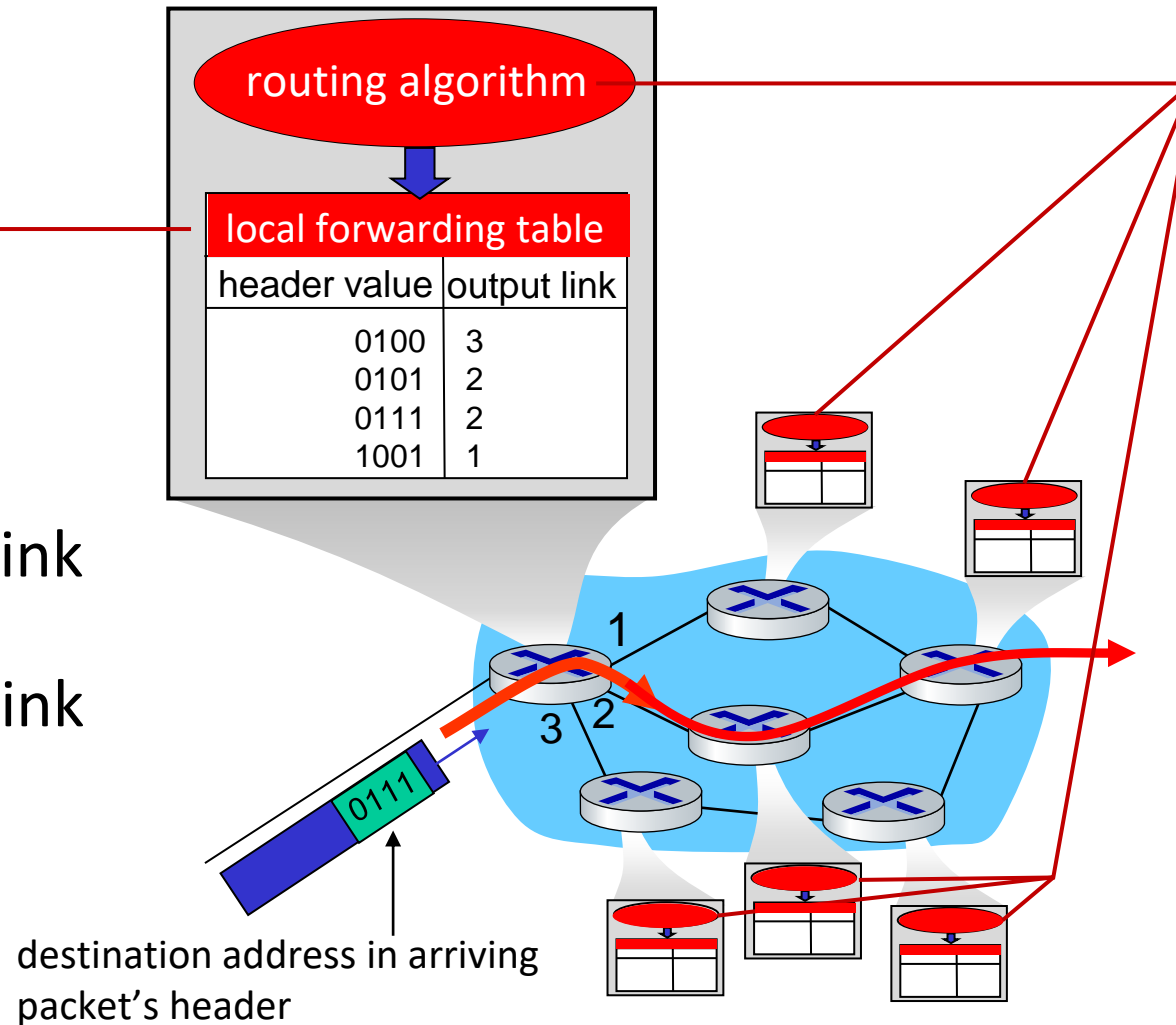 routing algorithm
local forwarding table
header value output link
0100 3
0101 2
0111 2
1001 1
ink
ink
1
2
3
0111
destination address in arriving
packet’s header